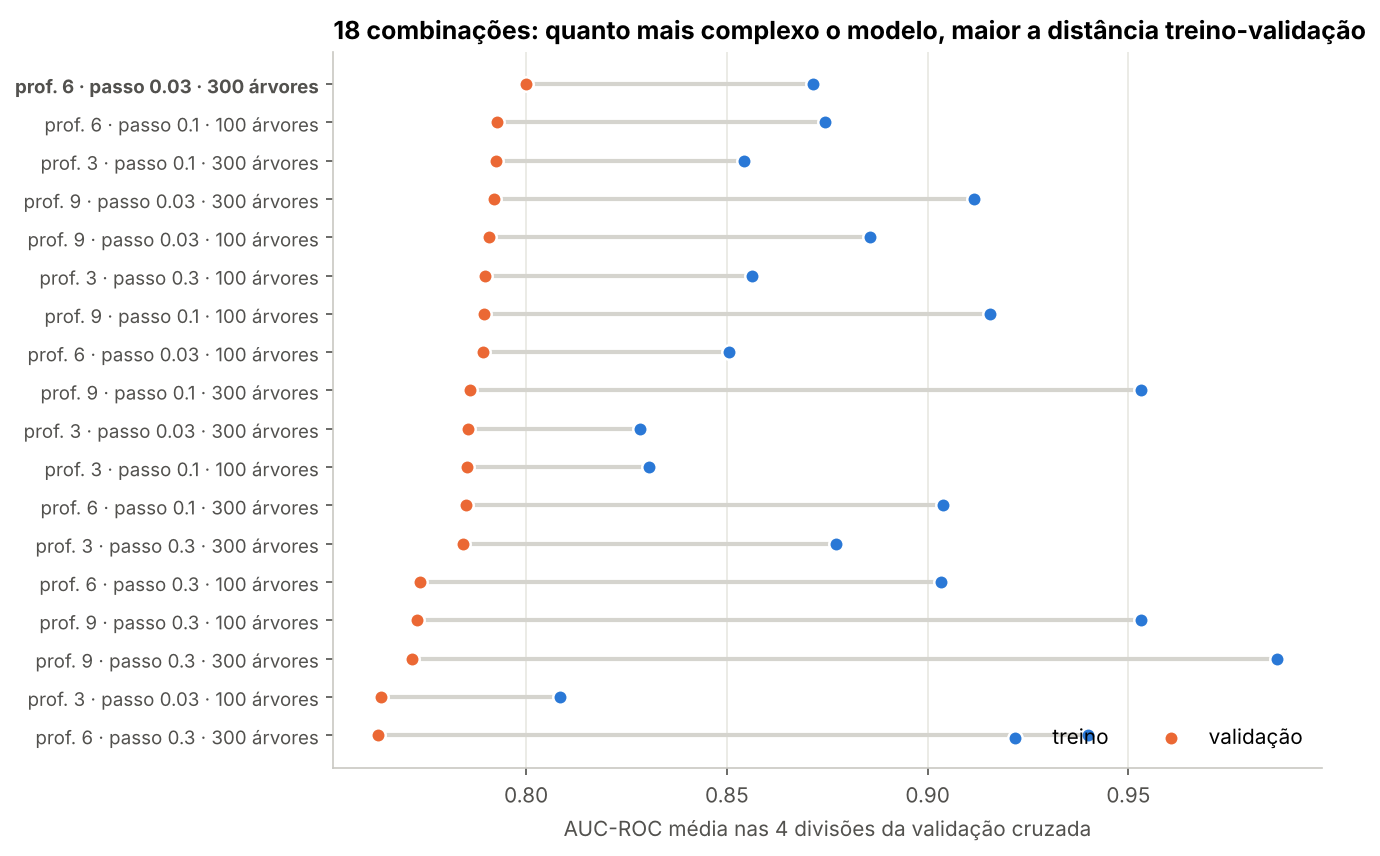 18 combinações: quanto mais complexo o modelo, maior a distância treino-validação
prof. 6 · passo 0.03 · 300 árvores
prof. 6 · passo 0.1 · 100 árvores
prof. 3 · passo 0.1 · 300 árvores
prof. 9 · passo 0.03 · 300 árvores
prof. 9 · passo 0.03 · 100 árvores
prof. 3 · passo 0.3 · 100 árvores
prof. 9 · passo 0.1 · 100 árvores
prof. 6 · passo 0.03 · 100 árvores
prof. 9 · passo 0.1 · 300 árvores
prof. 3 · passo 0.03 · 300 árvores
prof. 3 · passo 0.1 · 100 árvores
prof. 6 · passo 0.1 · 300 árvores
prof. 3 · passo 0.3 · 300 árvores
prof. 6 · passo 0.3 · 100 árvores
prof. 9 · passo 0.3 · 100 árvores
prof. 9 · passo 0.3 · 300 árvores
prof. 3 · passo 0.03 · 100 árvores
prof. 6 · passo 0.3 · 300 árvores
treino validação
0.80 0.85 0.90 0.95
AUC-ROC média nas 4 divisões da validação cruzada